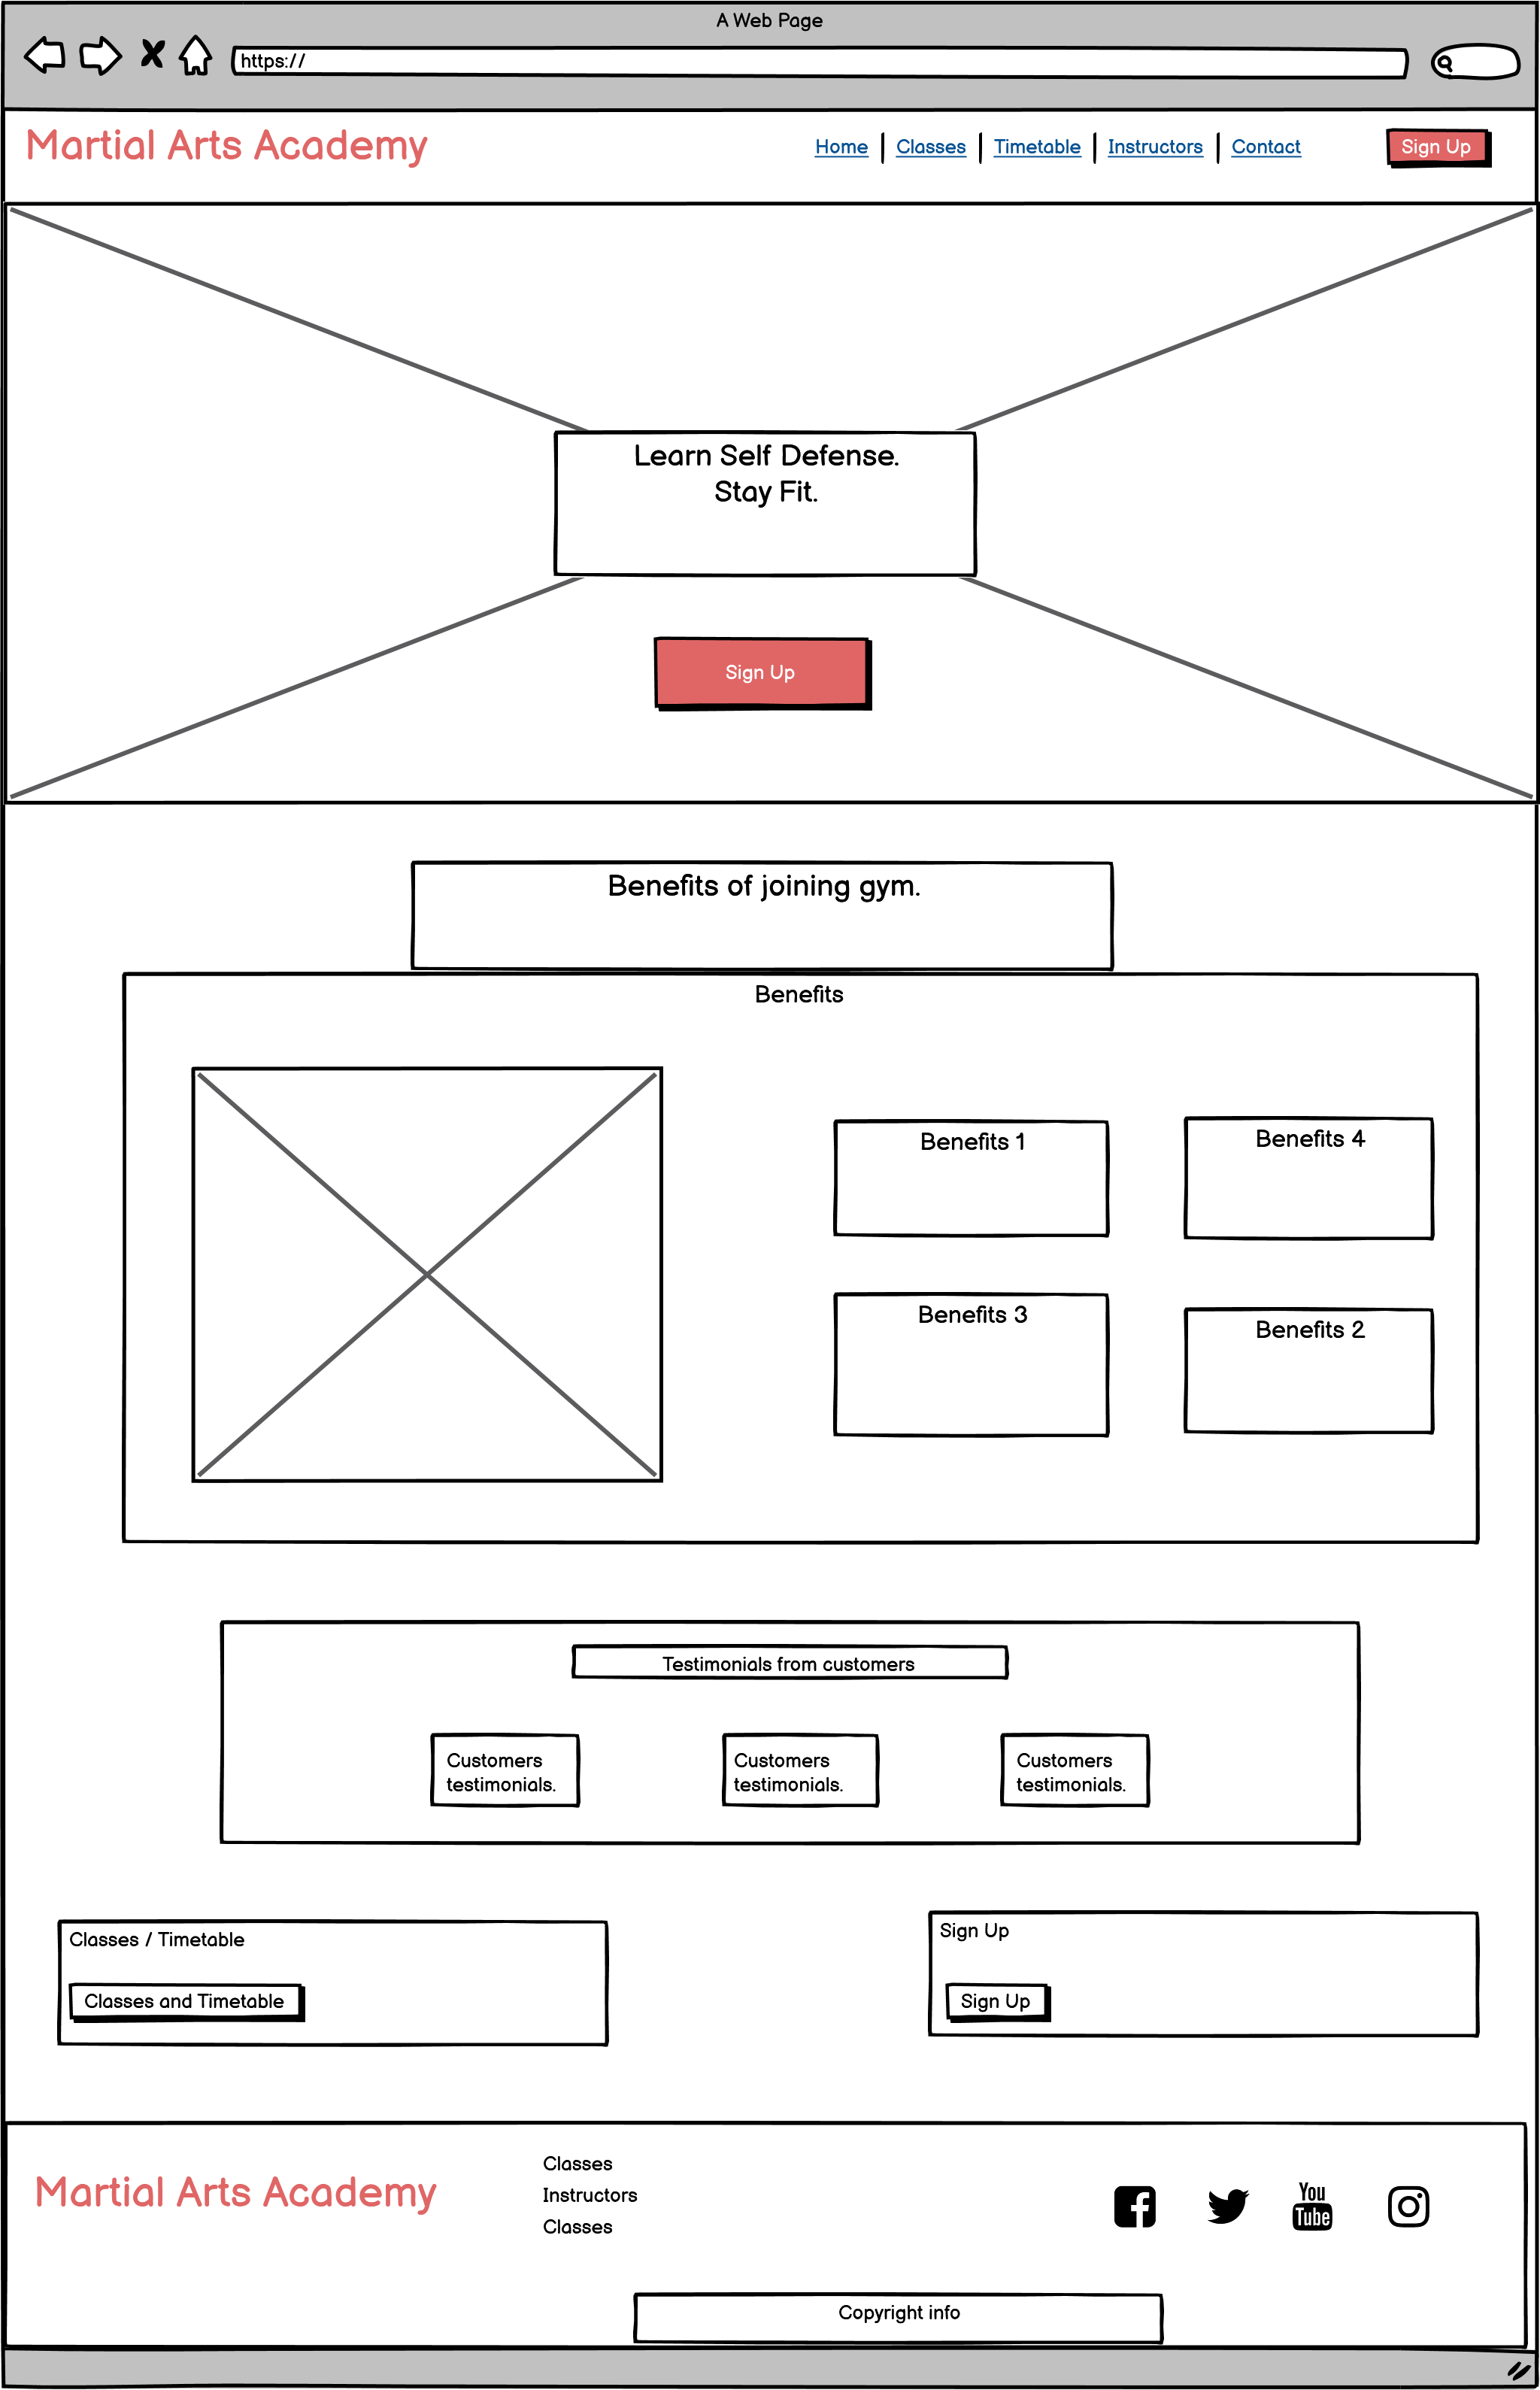 A Web Page
https://
Martial Arts Academy
Home
Classes
Timetable
Instructors
Contact
Sign Up
Learn Self Defense.
Stay Fit.
Sign Up
Benefits of joining gym.
Benefits
Benefits 1
Benefits 4
Benefits 3
Benefits 2
Testimonials from customers
Customers
testimonials.
Customers
testimonials.
Customers
testimonials.
Classes / Timetable
Classes and Timetable
Sign Up
Sign Up
Martial Arts Academy
Classes
Instructors
Classes
You
Tube
Copyright info